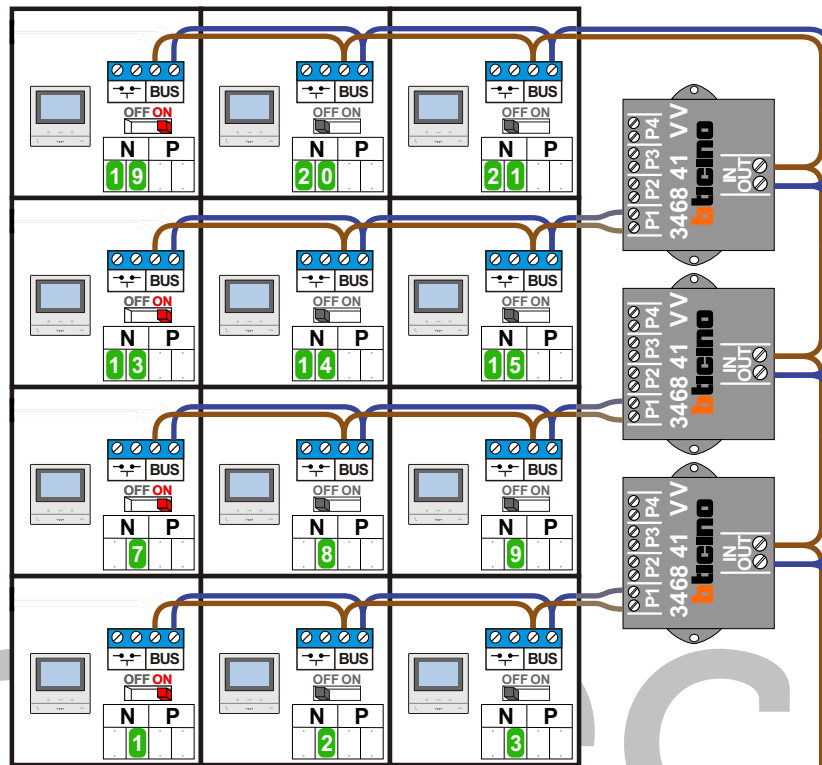 BUS BUS BUS
OFF ON OFF ON OFF ON
N P N P N P
19 20 21
P1 P2 P3 P4
3468 41 VV
bticino
IN
OUT
BUS BUS BUS
OFF ON OFF ON OFF ON
N P N P N P
13 14 15
P1 P2 P3 P4
3468 41 VV
bticino
IN
OUT
BUS BUS BUS
OFF ON OFF ON OFF ON
N P N P N P
7 8 9
P1 P2 P3 P4
3468 41 VV
bticino
IN
OUT
BUS BUS BUS
OFF ON OFF ON OFF ON
N P N P N P
1 2 3